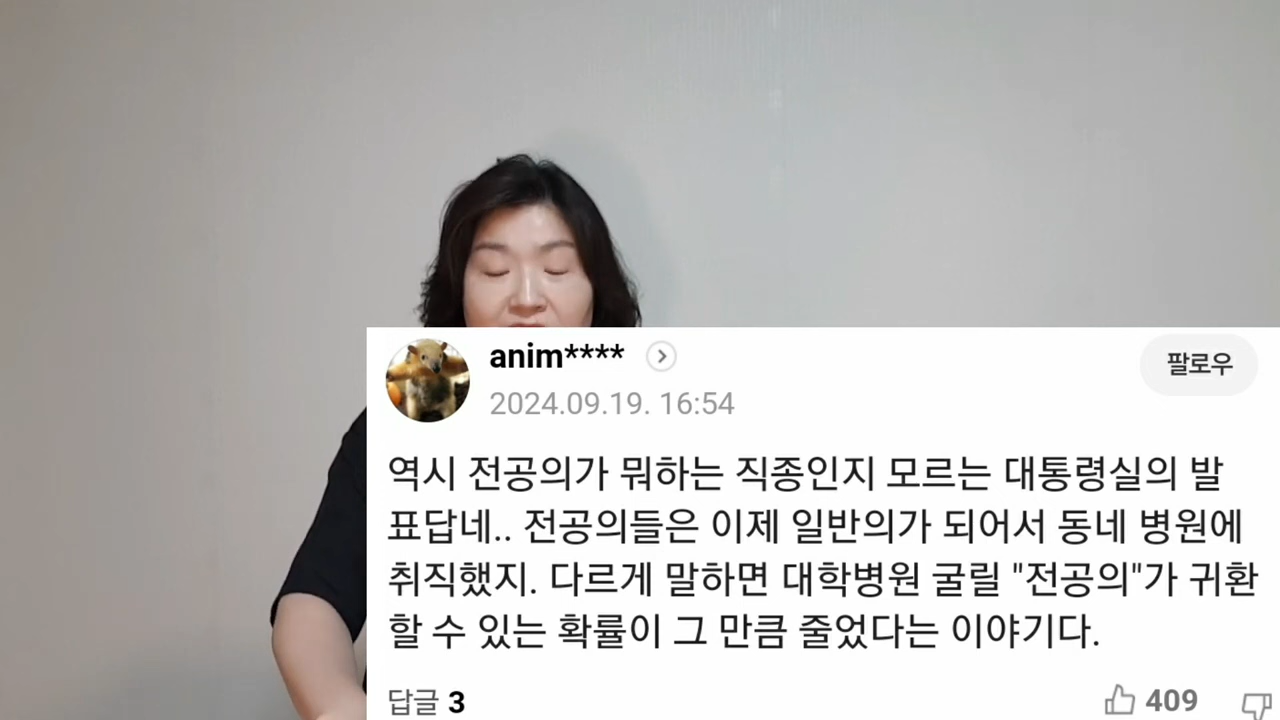 anim****
팔로우
2024.09.19. 16:54
역시 전공의가 뭐하는 직종인지 모르는 대통령실의 발
표답네.. 전공의들은 이제 일반의가 되어서 동네 병원에
취직했지. 다르게 말하면 대학병원 굴릴 "전공의"가 귀환
할 수 있는 확률이 그 만큼 줄었다는 이야기다.
답글 3
409